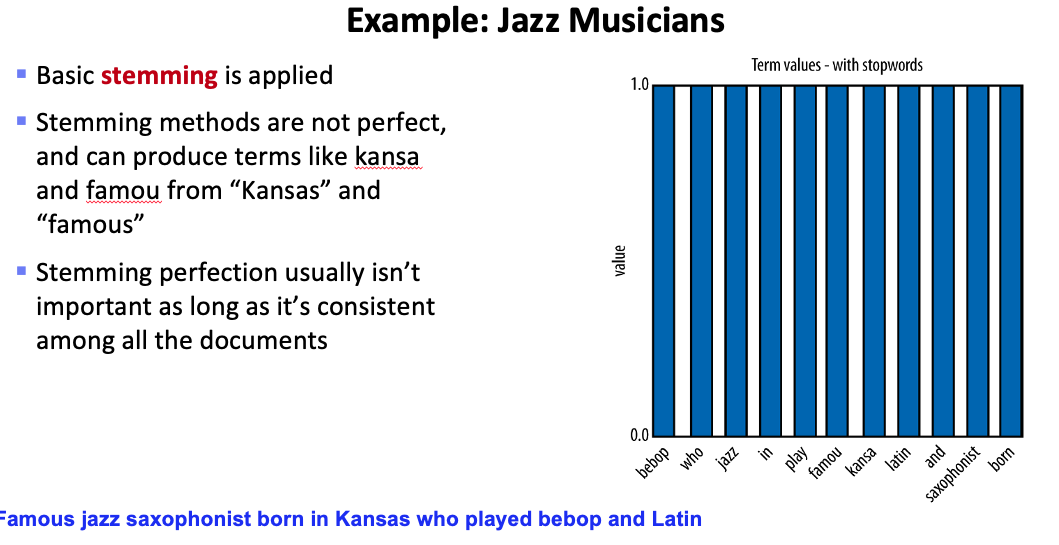 Example: Jazz Musicians
Basic stemming is applied
Stemming methods are not perfect,
and can produce terms like kansa
and famou from “Kansas” and
“famous”
Stemming perfection usually isn’t
important as long as it’s consistent
among all the documents
Term values - with stopwords
1.0
value
0.0
bebop
who
jazz
in
play
famou
kansa
latin
and
saxophonist
born
Famous jazz saxophonist born in Kansas who played bebop and Latin